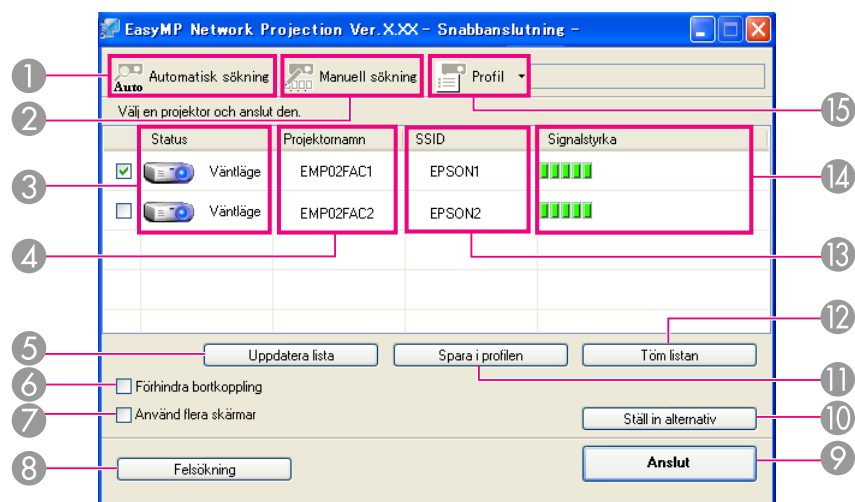 EasyMP Network Projection Ver.X.XX – Snabbanslutning –
1 Auto Automatisk sökning Manuell sökning Profil
2 Välj en projektor och anslut den. 15
Status Projektornamn SSID Signalstyrka
3 Väntläge EMP02FAC1 EPSON1 14
Väntläge EMP02FAC2 EPSON2
4 13
12
5 Uppdatera lista Spara i profilen Töm listan
6 Förhindra bortkoppling 11
7 Använd flera skärmar Ställ in alternativ 10
8 Felsökning Anslut 9